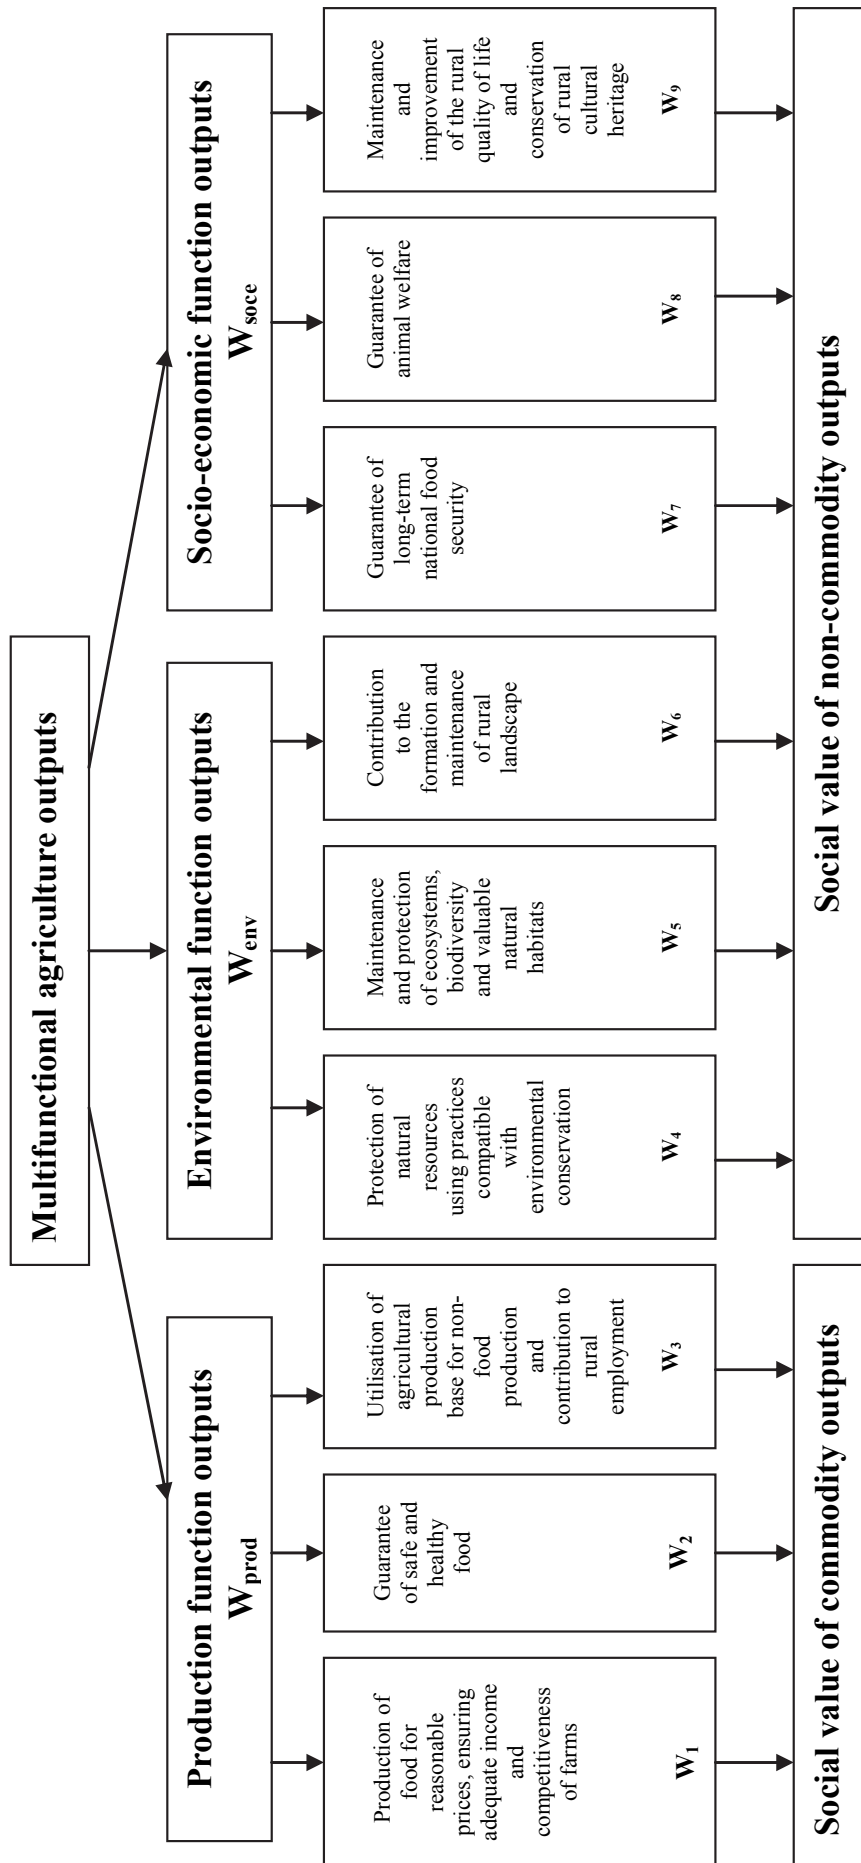 Multifunctional agriculture outputs
Production function outputs
Wprod
Environmental function outputs
Wenv
Socio-economic function outputs
Wsoce
Production of
food for
reasonable
prices, ensuring
adequate income
and
competitiveness
of farms
W1
Guarantee
of safe and
healthy
food
W2
Utilisation of
agricultural
production
base for non-
food
production
and
contribution to
rural
employment
W3
Protection of
natural
resources
using practices
compatible
with
environmental
conservation
W4
Maintenance
and protection
of ecosystems,
biodiversity
and valuable
natural
habitats
W5
Contribution
to the
formation and
maintenance
of rural
landscape
W6
Guarantee of
long-term
national food
security
W7
Guarantee of
animal welfare
W8
Maintenance
and
improvement
of the rural
quality of life
and
conservation
of rural
cultural
heritage
W9
Social value of commodity outputs
Social value of non-commodity outputs